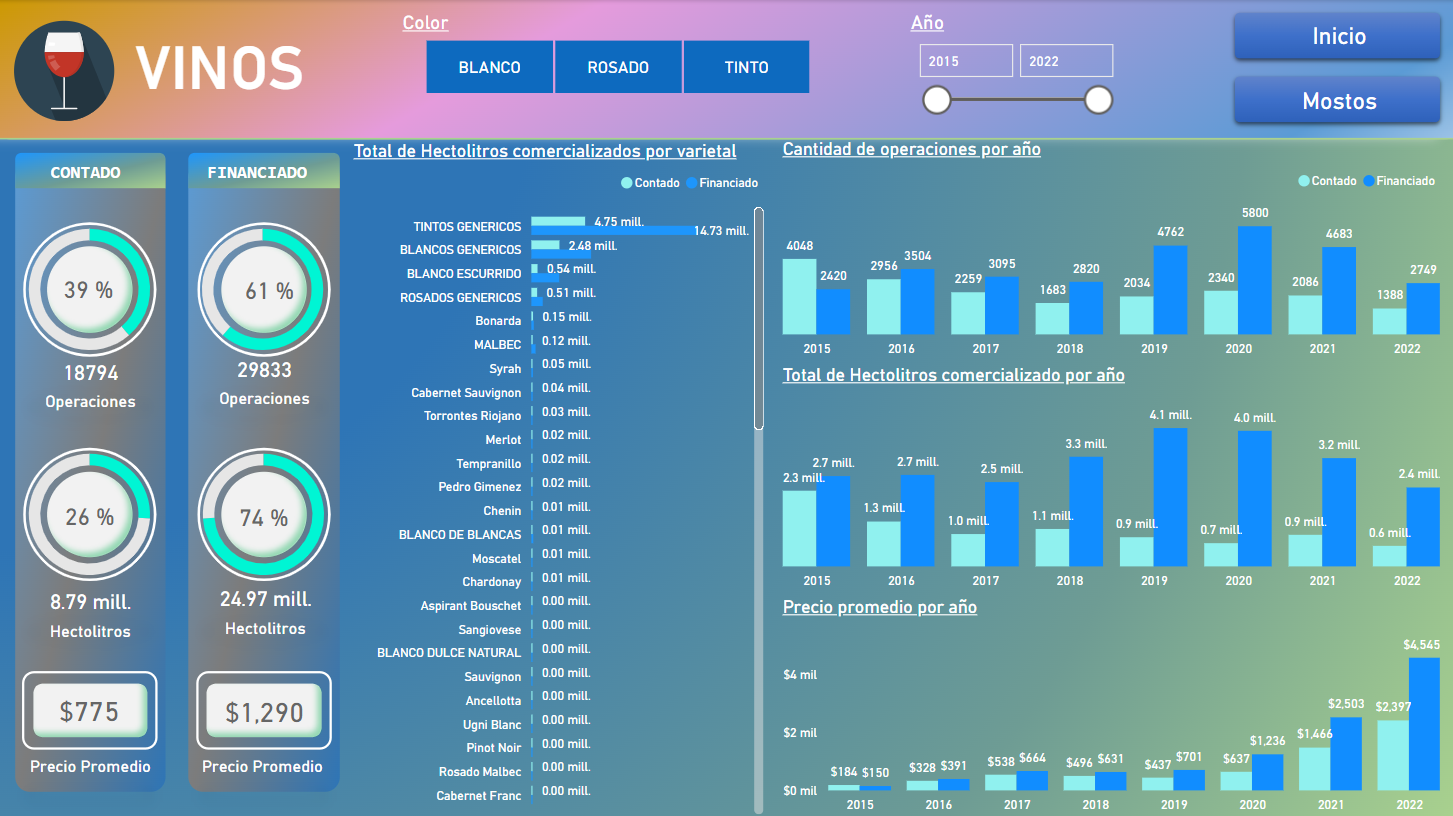 VINOS
Color
BLANCO ROSADO TINTO
Año
2015 2022
Inicio
Mostos
CONTADO
39 %
18794
Operaciones
26 %
8.79 mill.
Hectolitros
$775
Precio Promedio
FINANCIADO
61 %
29833
Operaciones
74 %
24.97 mill.
Hectolitros
$1,290
Precio Promedio
Total de Hectolitros comercializados por varietal
Contado Financiado
TINTOS GENERICOS 4.75 mill. 14.73 mill.
BLANCOS GENERICOS 2.48 mill.
BLANCO ESCURRIDO 0.54 mill.
ROSADOS GENERICOS 0.51 mill.
Bonarda 0.15 mill.
MALBEC 0.12 mill.
Syrah 0.05 mill.
Cabernet Sauvignon 0.04 mill.
Torrontes Riojano 0.03 mill.
Merlot 0.02 mill.
Tempranillo 0.02 mill.
Pedro Gimenez 0.02 mill.
Chenin 0.01 mill.
BLANCO DE BLANCAS 0.01 mill.
Moscatel 0.01 mill.
Chardonay 0.01 mill.
Aspirant Bouschet 0.00 mill.
Sangiovese 0.00 mill.
BLANCO DULCE NATURAL 0.00 mill.
Sauvignon 0.00 mill.
Ancellotta 0.00 mill.
Ugni Blanc 0.00 mill.
Pinot Noir 0.00 mill.
Rosado Malbec 0.00 mill.
Cabernet Franc 0.00 mill.
Cantidad de operaciones por año
Contado Financiado
4048 2420 2956 3504 2259 3095 1683 2820 2034 4762 2340 5800 2086 4683 1388 2749
2015 2016 2017 2018 2019 2020 2021 2022
Total de Hectolitros comercializado por año
2.3 mill. 2.7 mill. 1.3 mill. 2.7 mill. 1.0 mill. 2.5 mill. 1.1 mill. 3.3 mill. 0.9 mill. 4.1 mill. 0.7 mill. 4.0 mill. 0.9 mill. 3.2 mill. 0.6 mill. 2.4 mill.
2015 2016 2017 2018 2019 2020 2021 2022
Precio promedio por año
$4 mil
$2 mil
$0 mil
$184 $150 $328 $391 $538 $664 $496 $631 $437 $701 $637 $1,236 $1,466 $2,503 $2,397 $4,545
2015 2016 2017 2018 2019 2020 2021 2022